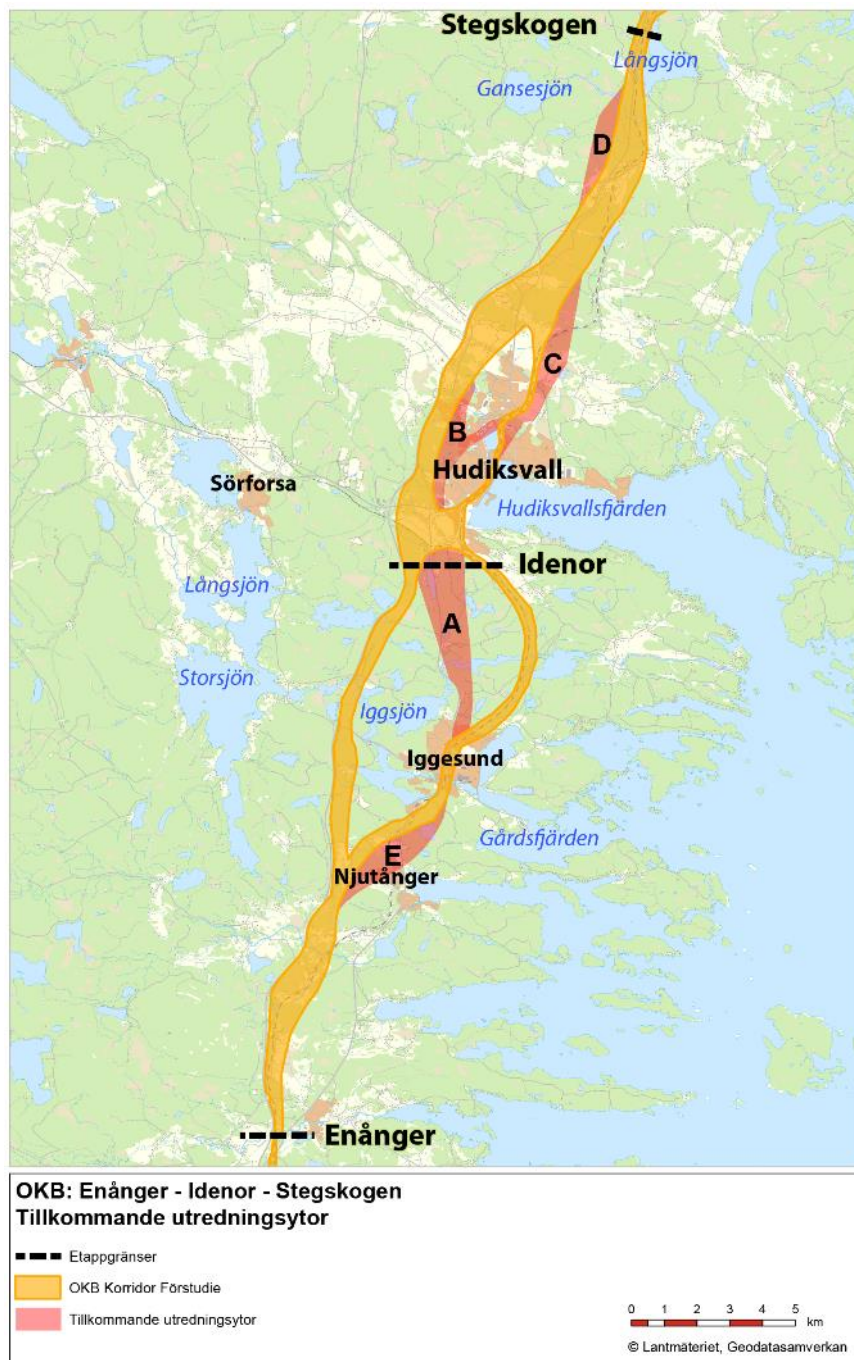 Stegskogen
Långsjön
Gansesjön
D
C
B
Hudiksvall
Sörforsa
Hudiksvallsfjärden
Idenor
Långsjön
A
Storsjön
Iggsjön
Iggesund
Gårdsfjärden
E
Njutånger
Enånger
OKB: Enånger - Idenor - Stegskogen
Tillkommande utredningsytor
Etappgränser
OKB Korridor Förstudie
Tillkommande utredningsytor
0 1 2 3 4 5
km
© Lantmäteriet, Geodatasamverkan